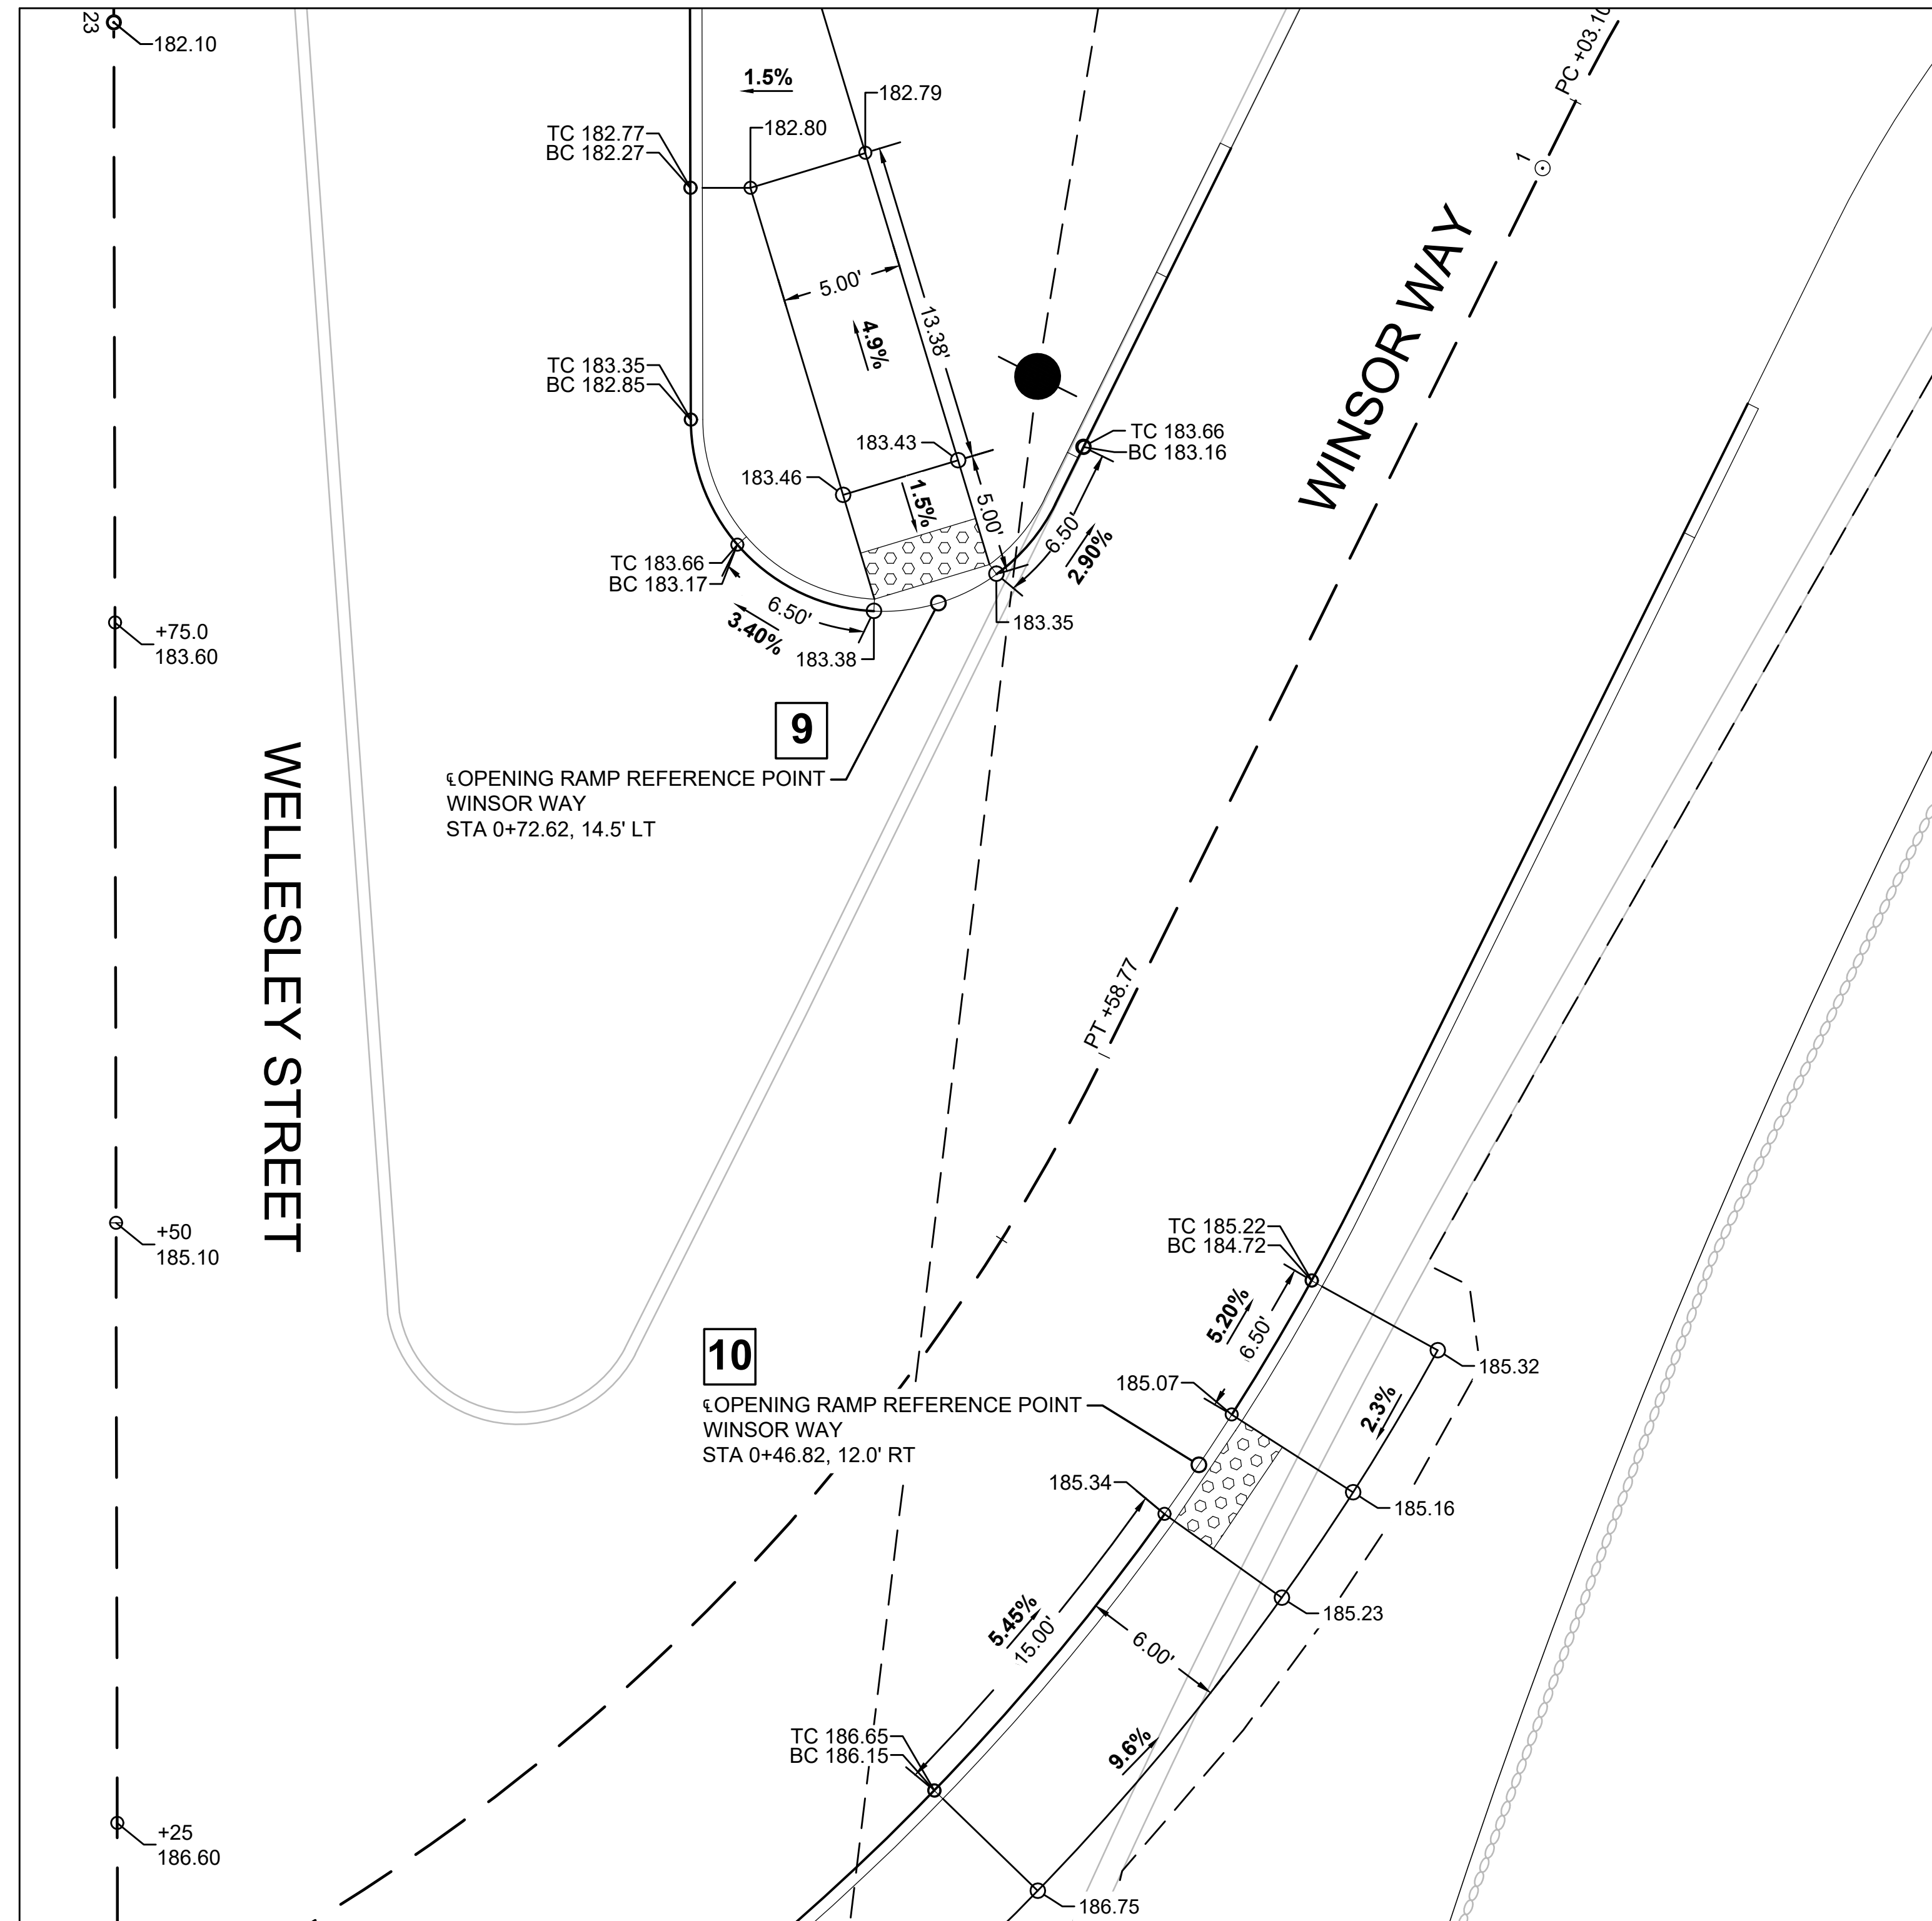 23
182.10
PC +03.10
1.5%
182.79
182.80
TC 182.77
BC 182.27
1
5.00'
13.38'
4.9%
WINSOR WAY
TC 183.35
BC 182.85
183.43
TC 183.66
BC 183.16
183.46
1.5%
5.00'
6.50'
2.90%
TC 183.66
BC 183.17
6.50'
3.40%
183.35
183.38
+75.0
183.60
9
℄OPENING RAMP REFERENCE POINT
WINSOR WAY
STA 0+72.62, 14.5' LT
WELLESLEY STREET
PT +58.77
+50
185.10
TC 185.22
BC 184.72
5.20%
6.50'
10
185.32
185.07
2.3%
℄OPENING RAMP REFERENCE POINT
WINSOR WAY
STA 0+46.82, 12.0' RT
185.34
185.16
185.23
5.45%
15.00'
6.00'
TC 186.65
BC 186.15
9.6%
+25
186.60
186.75